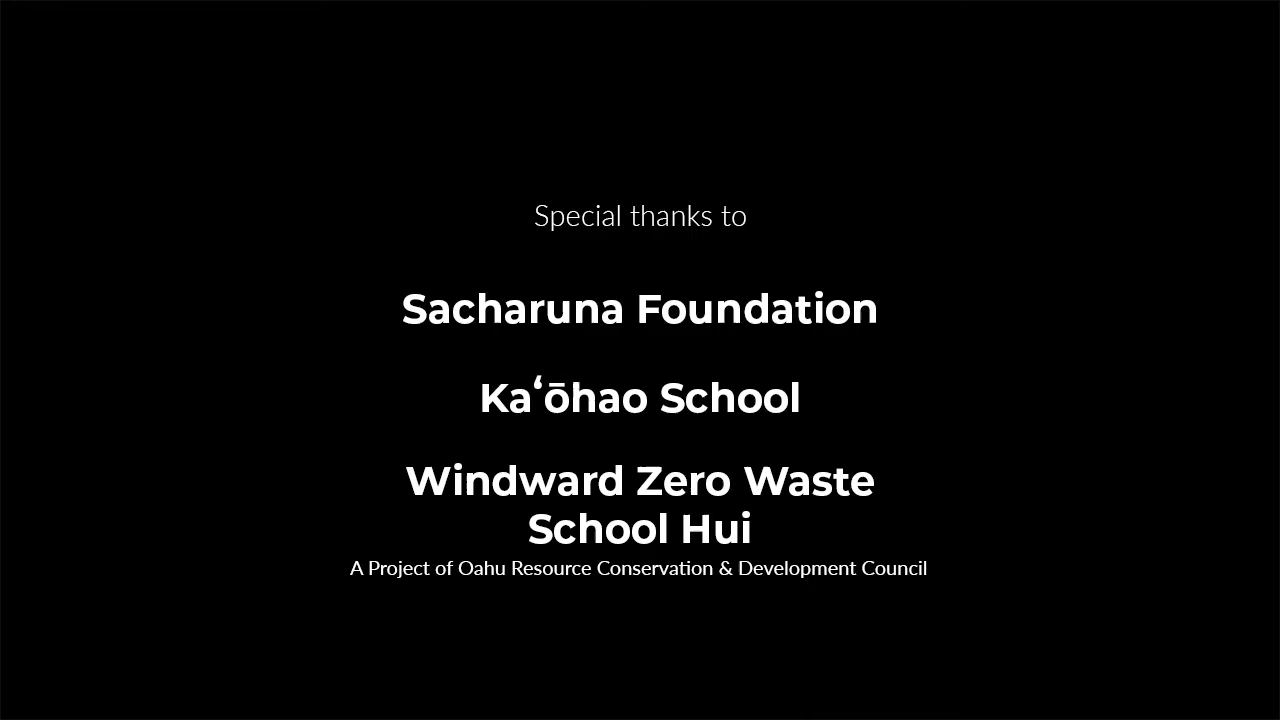 Special thanks to
Sacharuna Foundation
Kaʻōhao School
Windward Zero Waste
School Hui
A Project of Oahu Resource Conservation & Development Council